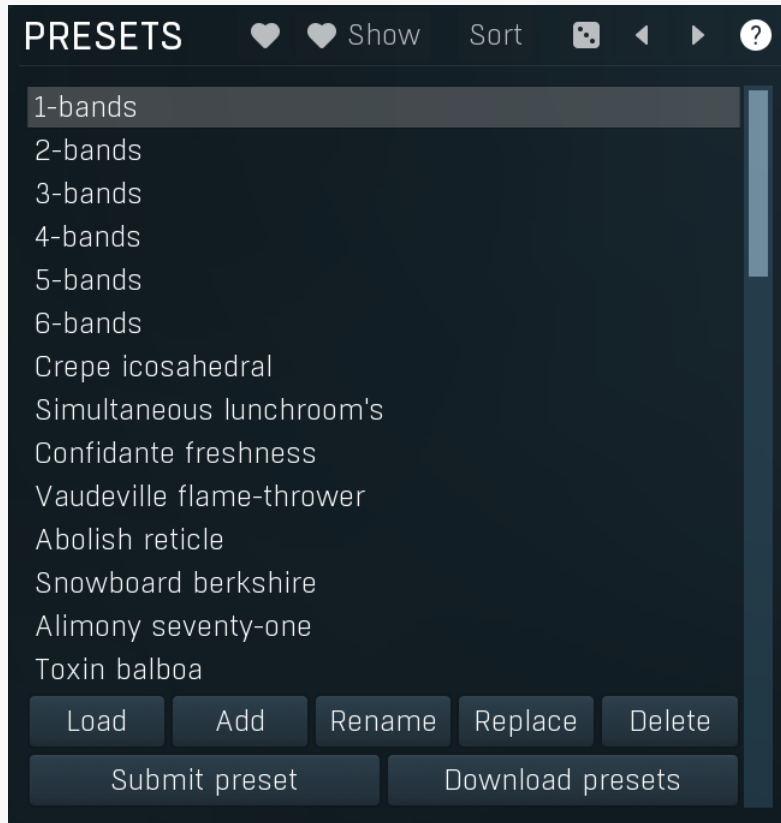 PRESETS Show Sort ?
1-bands
2-bands
3-bands
4-bands
5-bands
6-bands
Crepe icosahedral
Simultaneous lunchroom's
Confidante freshness
Vaudeville flame-thrower
Abolish reticle
Snowboard berkshire
Alimony seventy-one
Toxin balboa
Load Add Rename Replace Delete
Submit preset Download presets